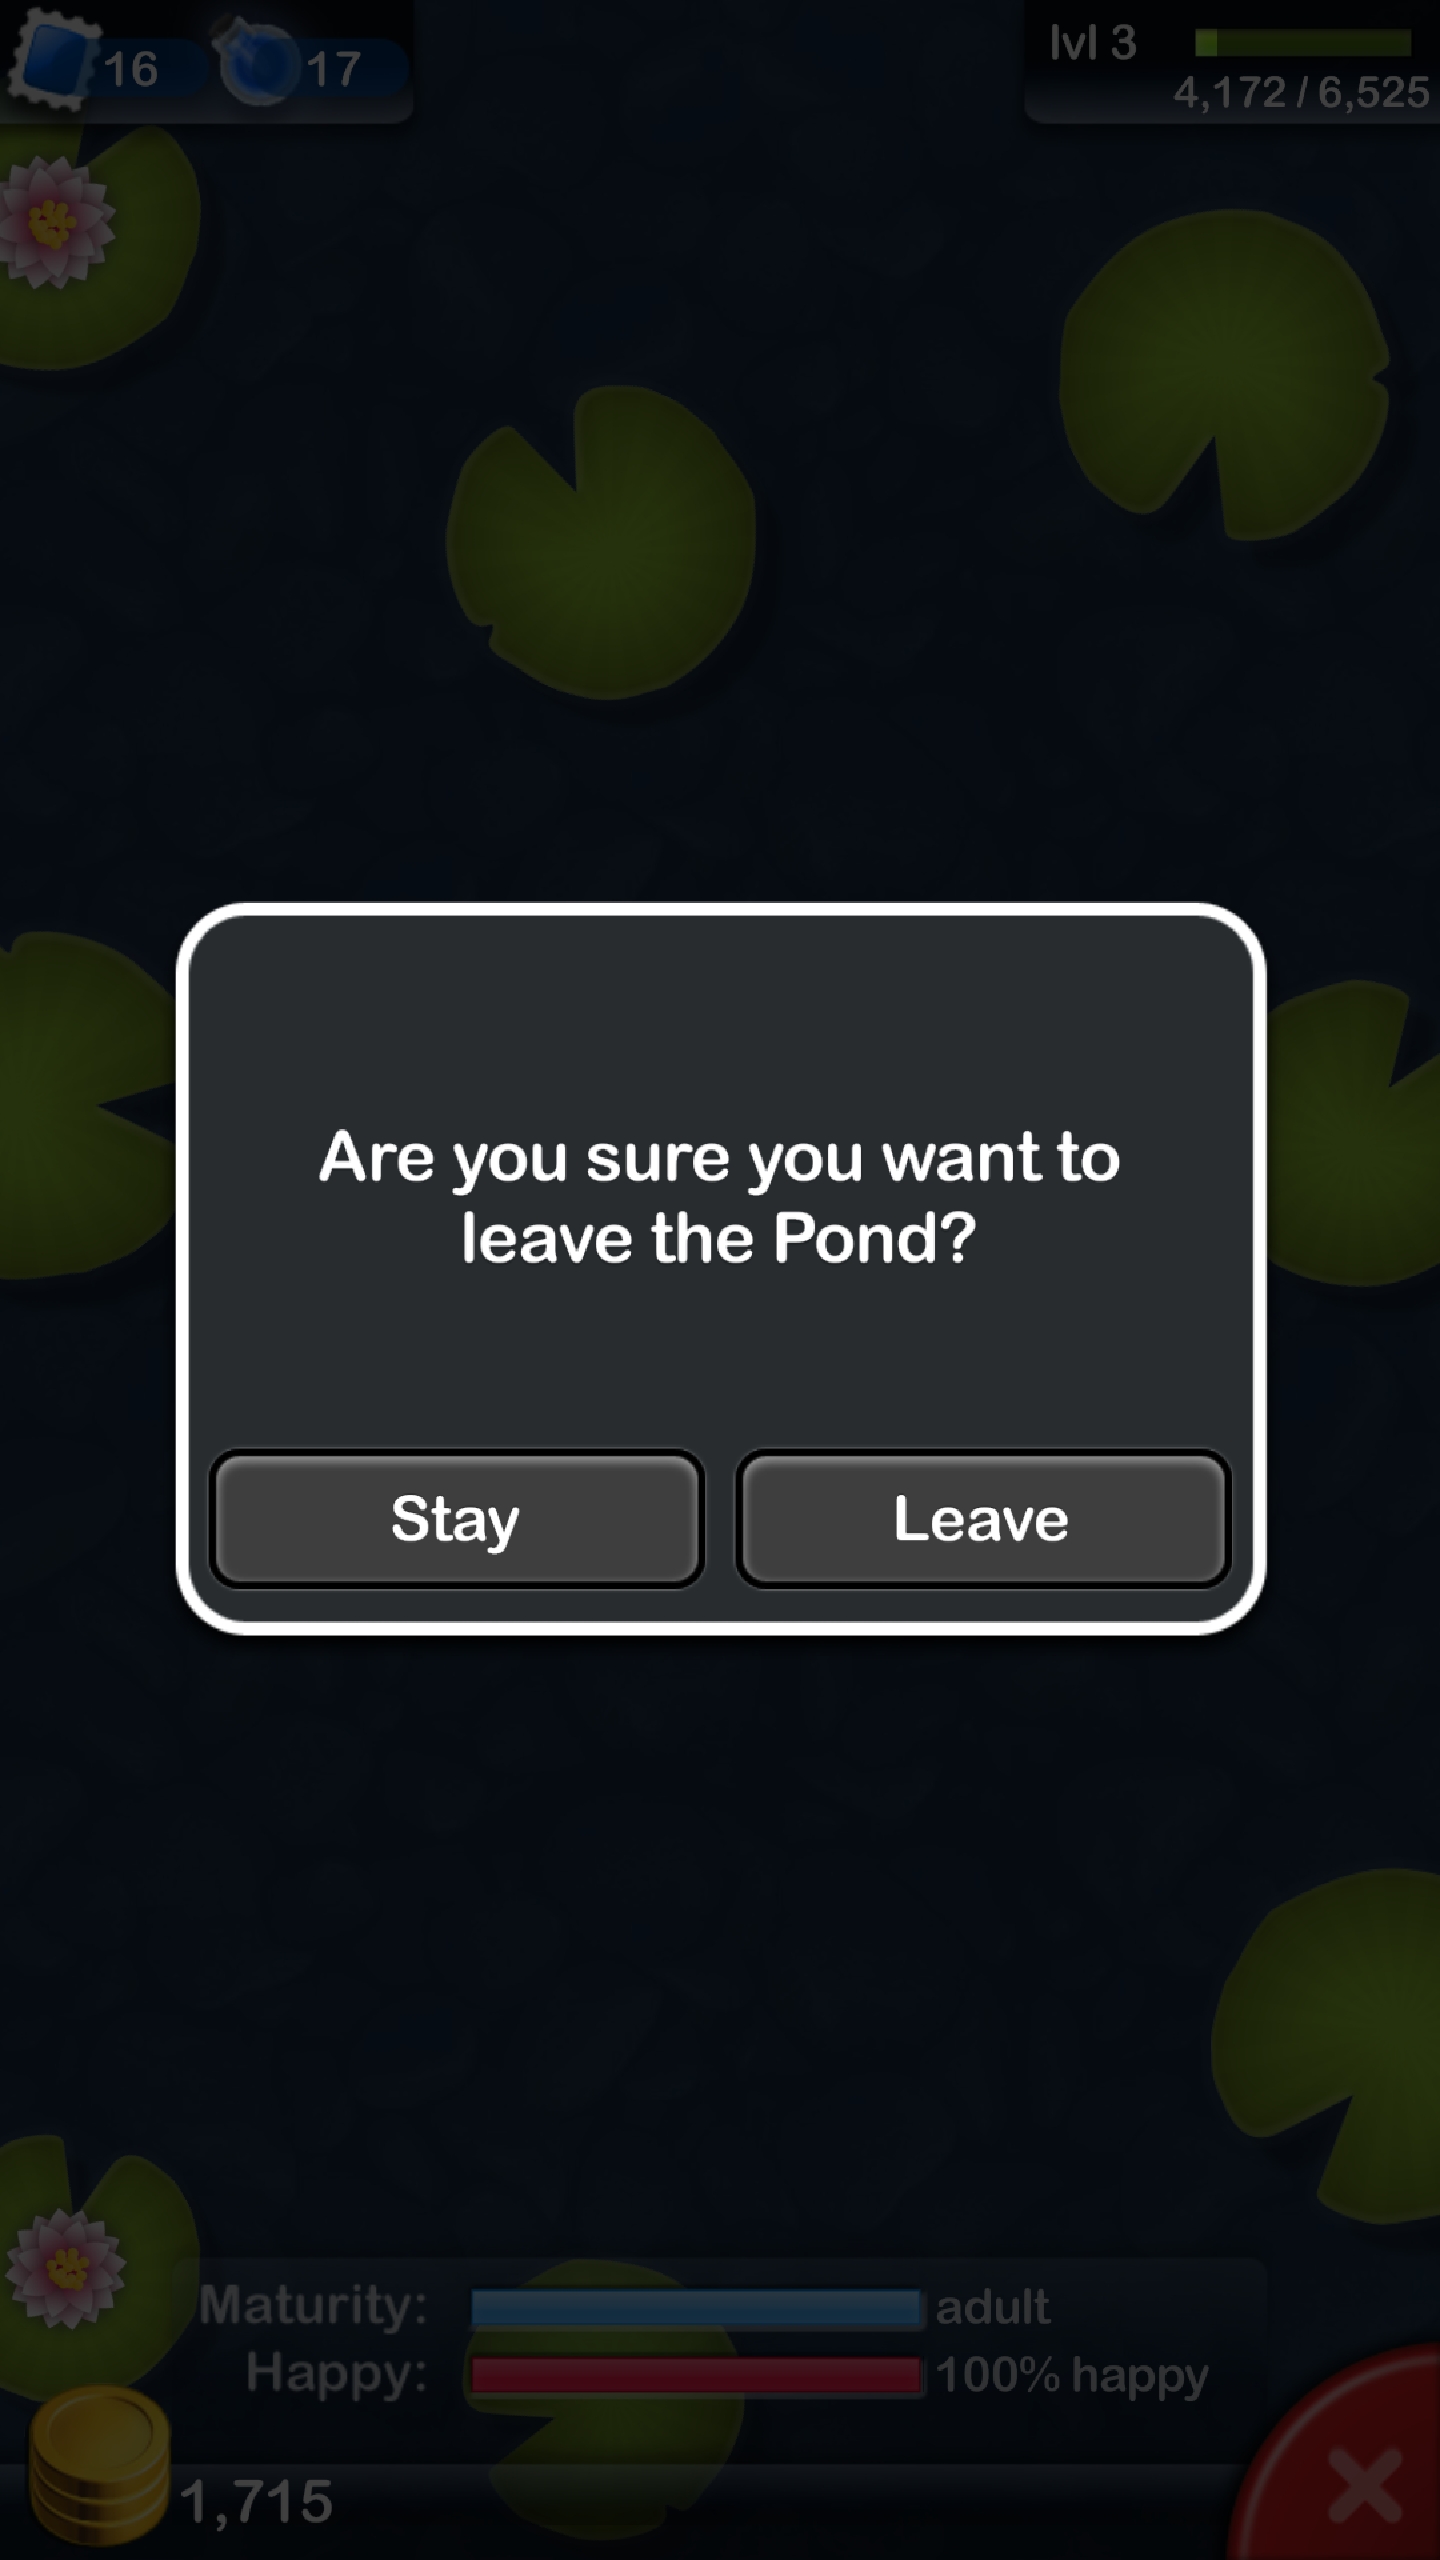 16
17
lvl 3
4,172 / 6,525
Are you sure you want to
leave the Pond?
Stay
Leave
Maturity:
adult
Happy:
100% happy
1,715